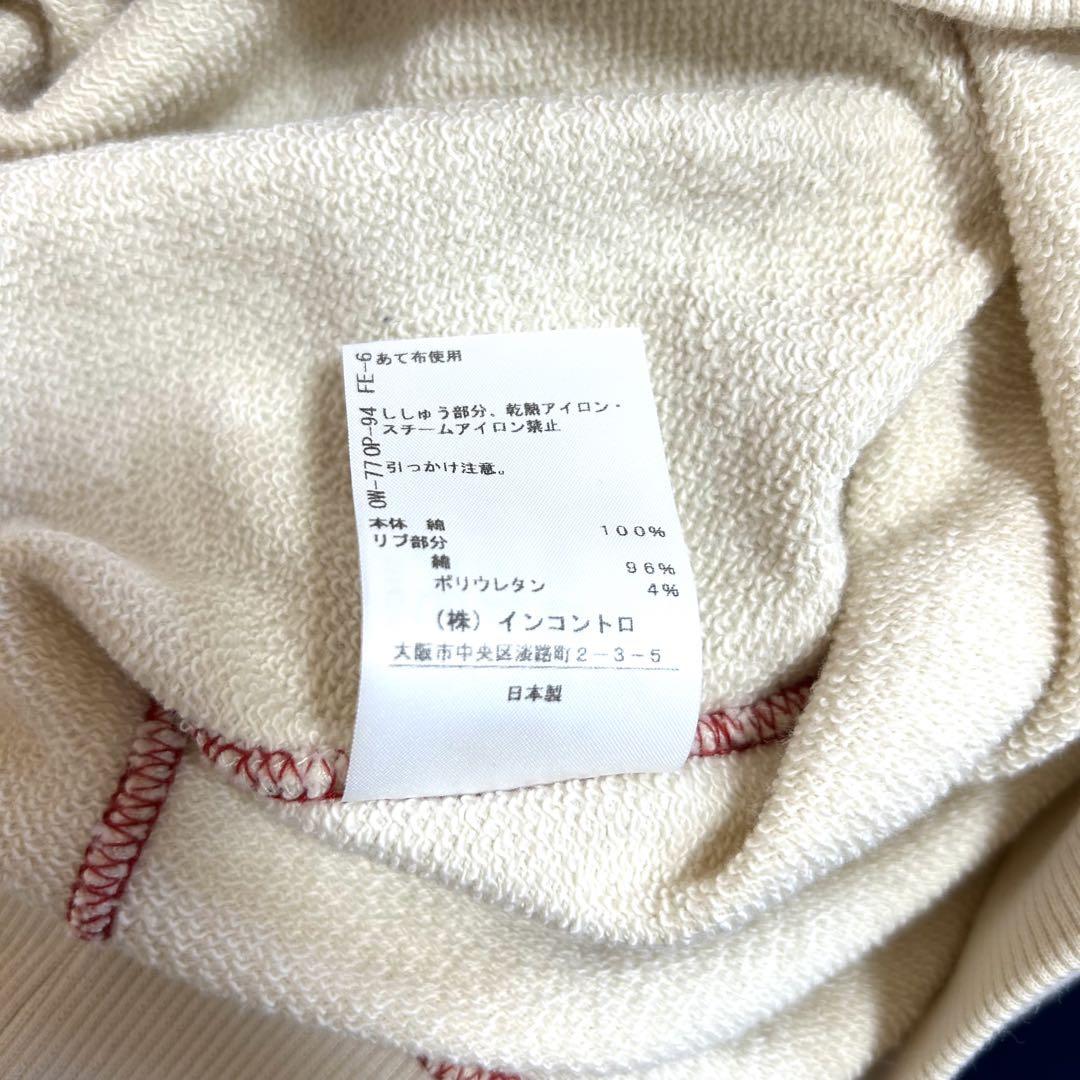 あて布使用
ししゅう部分、乾熱アイロン・
スチームアイロン禁止
引っかけ注意。
本体 綿 100%
リブ部分
綿 96%
ポリウレタン 4%
(株)インコントロ
大阪市中央区淡路町2-3-5
日本製
OW-77 OP-94 FE-6